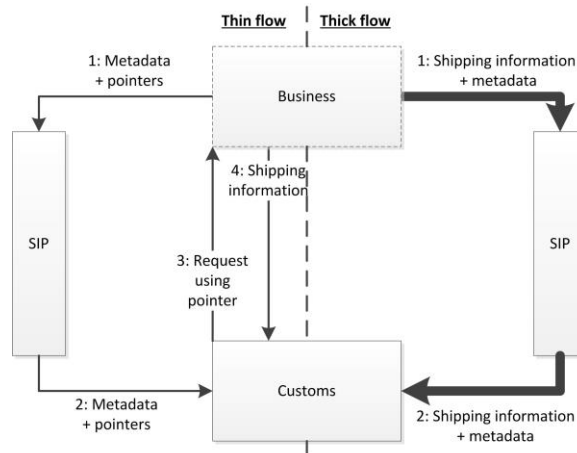 Thin flow
Thick flow
1: Metadata
+ pointers
1: Shipping information
+ metadata
Business
4: Shipping
information
SIP
SIP
3: Request
using
pointer
Customs
2: Metadata
+ pointers
2: Shipping information
+ metadata